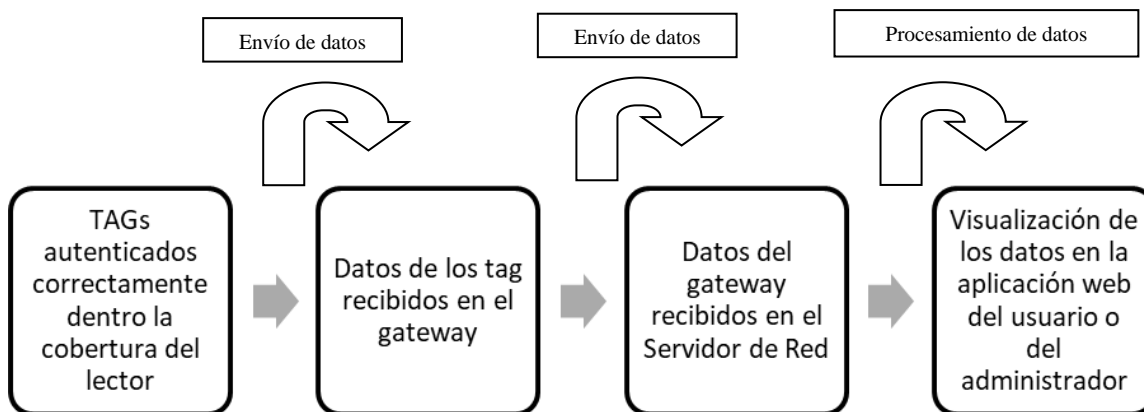 Envío de datos
Envío de datos
Procesamiento de datos
TAGs
autenticados
correctamente
dentro la
cobertura del
lector
Datos de los tag
recibidos en el
gateway
Datos del
gateway
recibidos en el
Servidor de Red
Visualización de
los datos en la
aplicación web
del usuario o
del
administrador